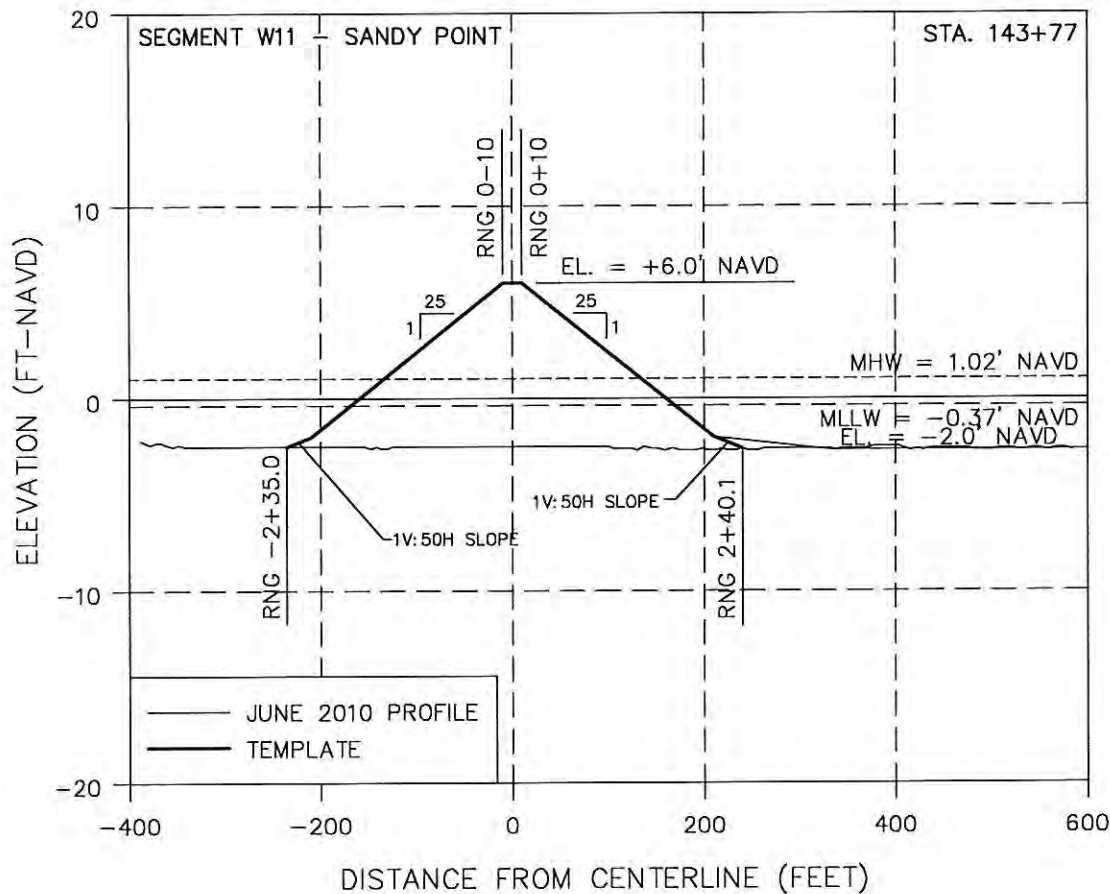 SEGMENT W11 – SANDY POINT
STA. 143+77
20
10
0
-10
-20
ELEVATION (FT-NAVD)
RNG 0-10
RNG 0+10
EL. = +6.0' NAVD
25
1
25
1
MHW = 1.02' NAVD
MLLW = -0.37' NAVD
EL. = -2.0' NAVD
RNG -2+35.0
1V:50H SLOPE
1V:50H SLOPE
RNG 2+40.1
JUNE 2010 PROFILE
TEMPLATE
-400
-200
0
200
400
600
DISTANCE FROM CENTERLINE (FEET)